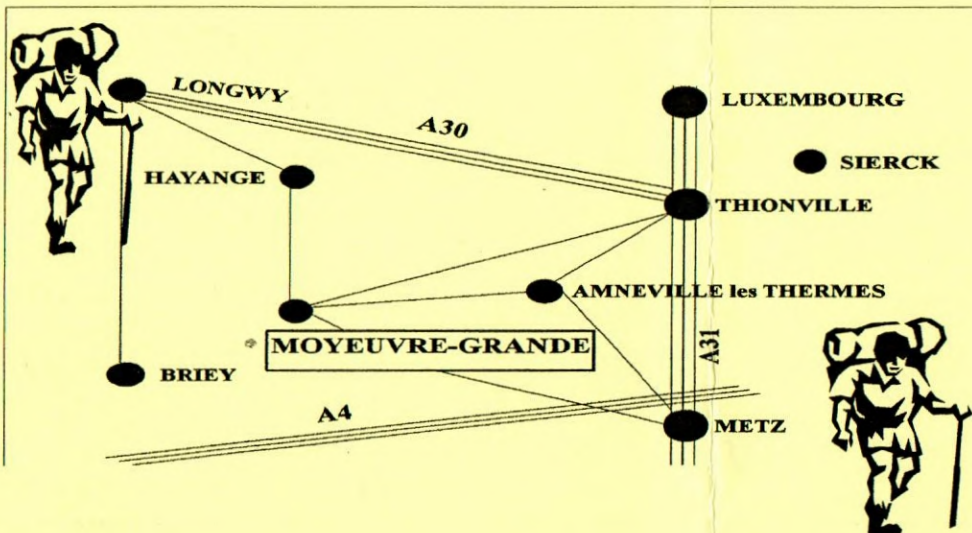 LONGWY
LUXEMBOURG
A30
SIERCK
HAYANGE
THIONVILLE
AMNEVILLE les THERMES
MOYEUVRE-GRANDE
A31
BRIEY
A4
METZ